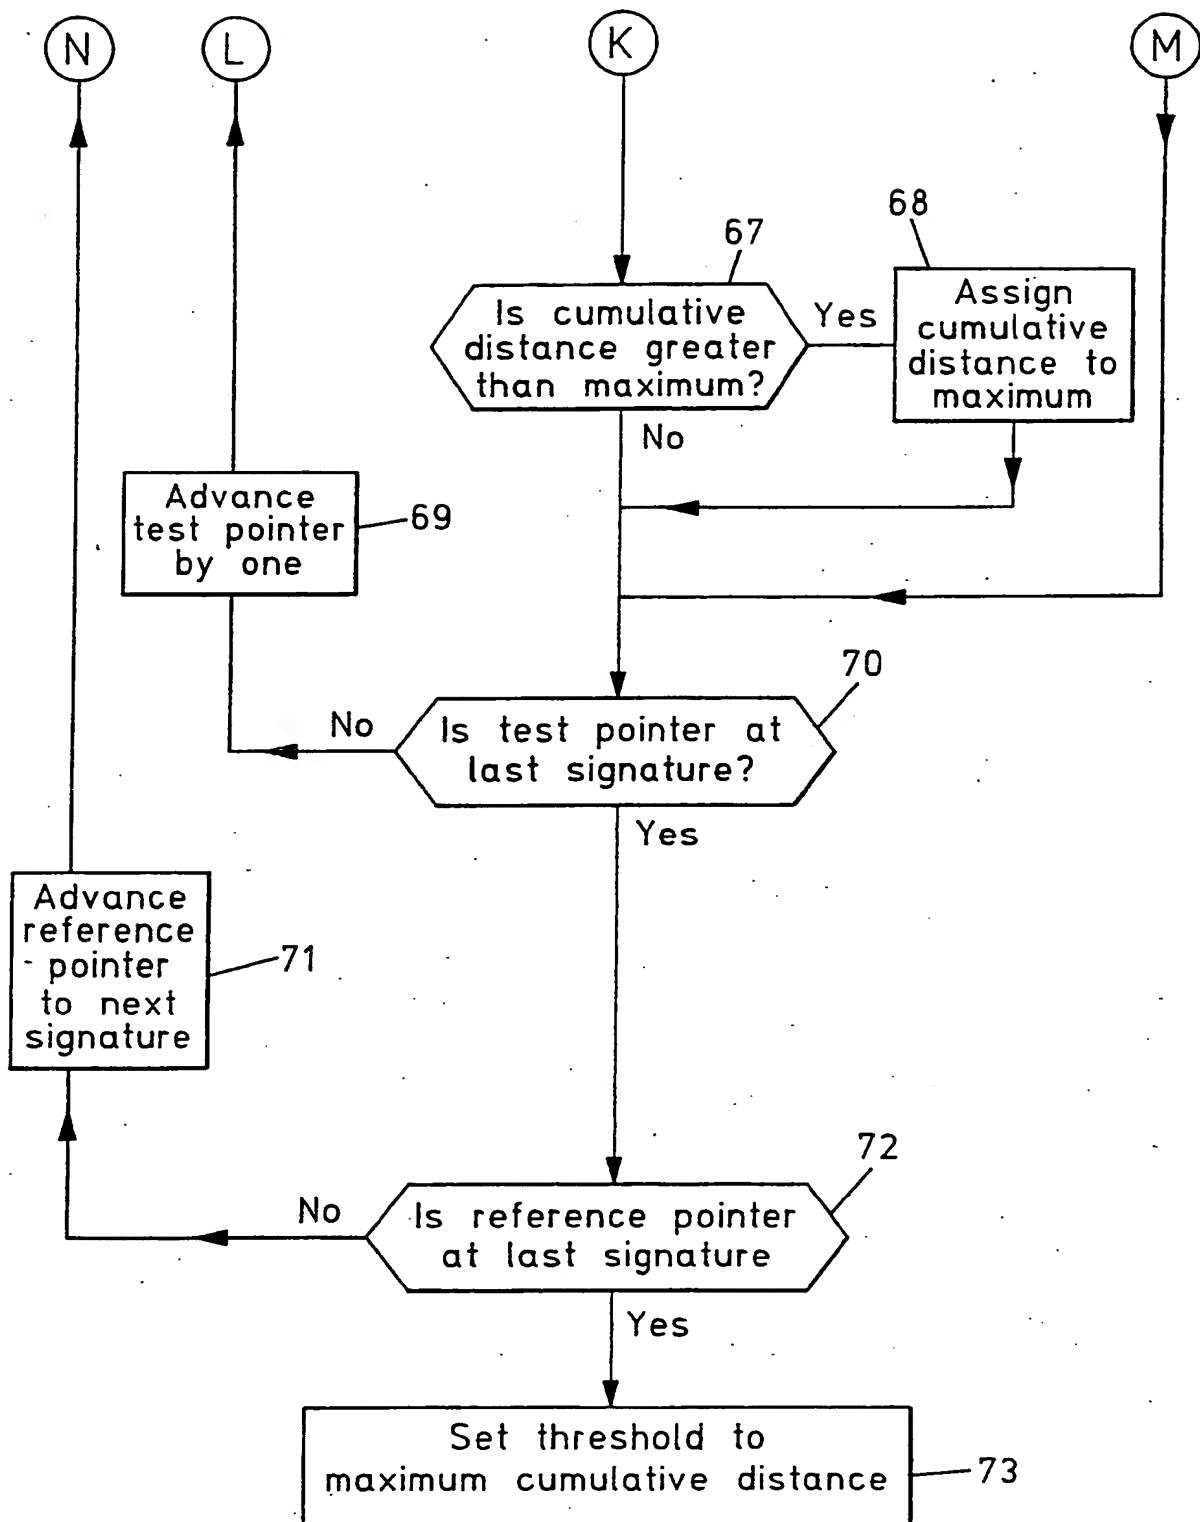 N
L
K
M
67
68
Is cumulative
distance greater
than maximum?
Yes
Assign
cumulative
distance to
maximum
No
Advance
test pointer
by one
69
70
No
Is test pointer at
last signature?
Yes
Advance
reference
pointer
to next
signature
71
72
No
Is reference pointer
at last signature
Yes
Set threshold to
maximum cumulative distance
73